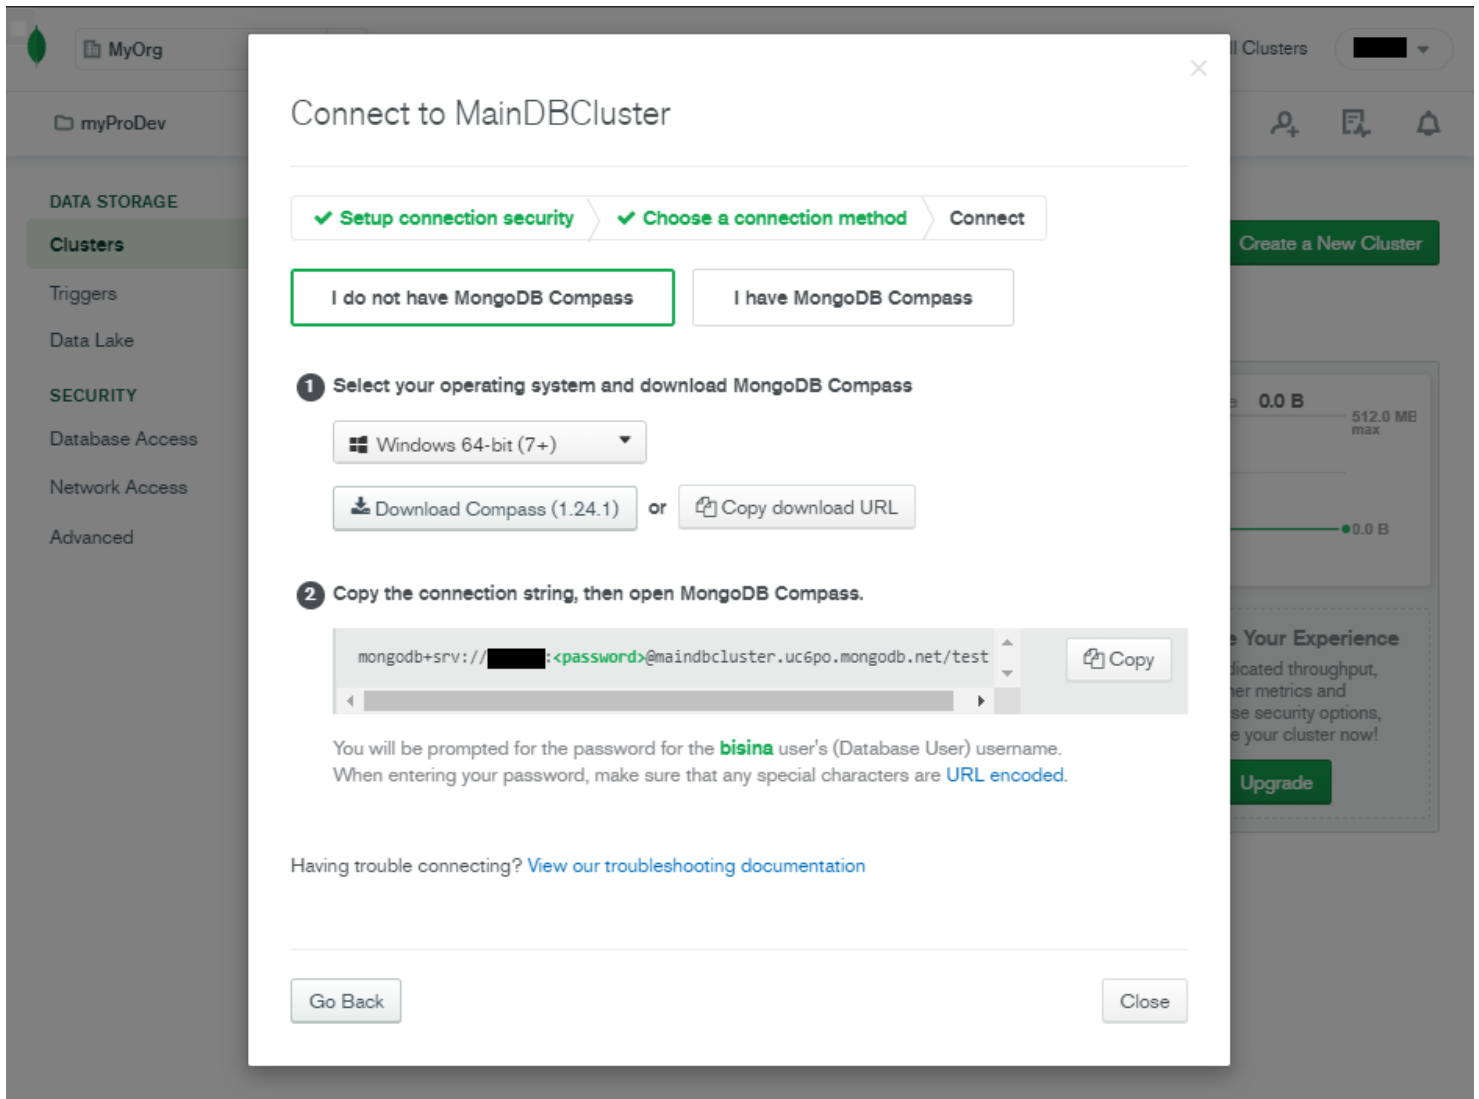 MyOrg
ll Clusters
myProDev
DATA STORAGE
Clusters
Triggers
Data Lake
SECURITY
Database Access
Network Access
Advanced
Connect to MainDBCluster
Setup connection security
Choose a connection method
Connect
I do not have MongoDB Compass
I have MongoDB Compass
1 Select your operating system and download MongoDB Compass
Windows 64-bit (7+)
Download Compass (1.24.1) or Copy download URL
2 Copy the connection string, then open MongoDB Compass.
mongodb+srv:// :<password>@maindbcluster.uc6po.mongodb.net/test
Copy
You will be prompted for the password for the bisina user's (Database User) username.
When entering your password, make sure that any special characters are URL encoded.
Having trouble connecting? View our troubleshooting documentation
Go Back
Close
Create a New Cluster
e 0.0 B
512.0 MB
max
0.0 B
e Your Experience
dicated throughput,
her metrics and
se security options,
e your cluster now!
Upgrade